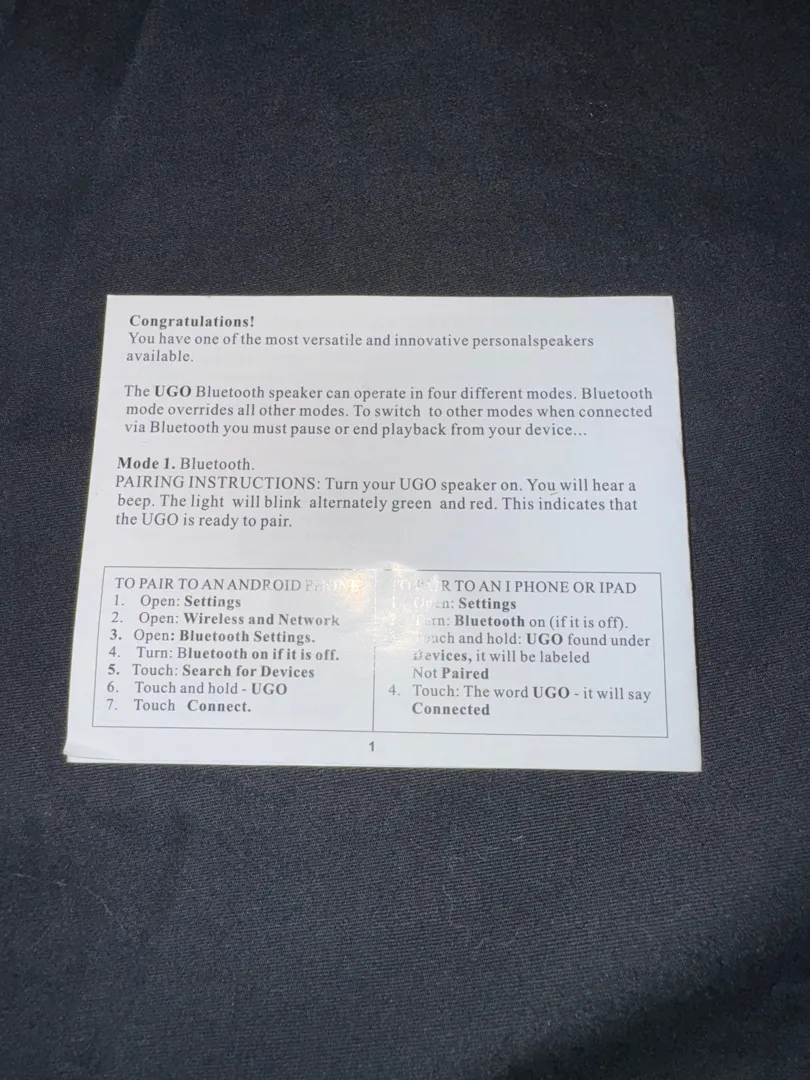 Congratulations!
You have one of the most versatile and innovative personalspeakers
available.
The UGO Bluetooth speaker can operate in four different modes. Bluetooth
mode overrides all other modes. To switch to other modes when connected
via Bluetooth you must pause or end playback from your device...
Mode 1. Bluetooth.
PAIRING INSTRUCTIONS: Turn your UGO speaker on. You will hear a
beep. The light will blink alternately green and red. This indicates that
the UGO is ready to pair.
TO PAIR TO AN ANDROID PHONE
1. Open: Settings
2. Open: Wireless and Network
3. Open: Bluetooth Settings.
4. Turn: Bluetooth on if it is off.
5. Touch: Search for Devices
6. Touch and hold - UGO
7. Touch Connect.
TO PAIR TO AN I PHONE OR IPAD
1. Open: Settings
Turn: Bluetooth on (if it is off).
Touch and hold: UGO found under
Devices, it will be labeled
Not Paired
4. Touch: The word UGO - it will say
Connected
1